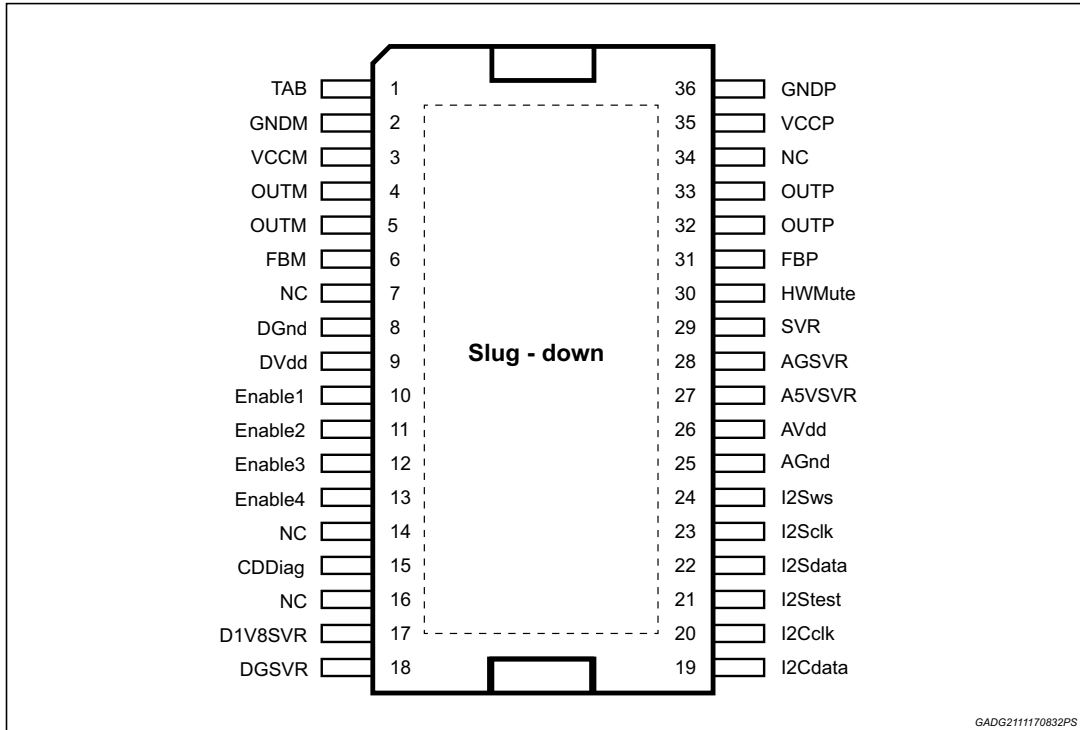 TAB 1 36 GNDP
GNDM 2 35 VCCP
VCCM 3 34 NC
OUTM 4 33 OUTP
OUTM 5 32 OUTP
FBM 6 31 FBP
NC 7 30 HWMute
DGnd 8 29 SVR
Slug - down
DVdd 9 28 AGSVR
Enable1 10 27 A5VSVR
Enable2 11 26 AVdd
Enable3 12 25 AGnd
Enable4 13 24 I2Sws
NC 14 23 I2Sclk
CDDiag 15 22 I2Sdata
NC 16 21 I2Stest
D1V8SVR 17 20 I2Cclk
DGSVR 18 19 I2Cdata
GADG2111170832PS